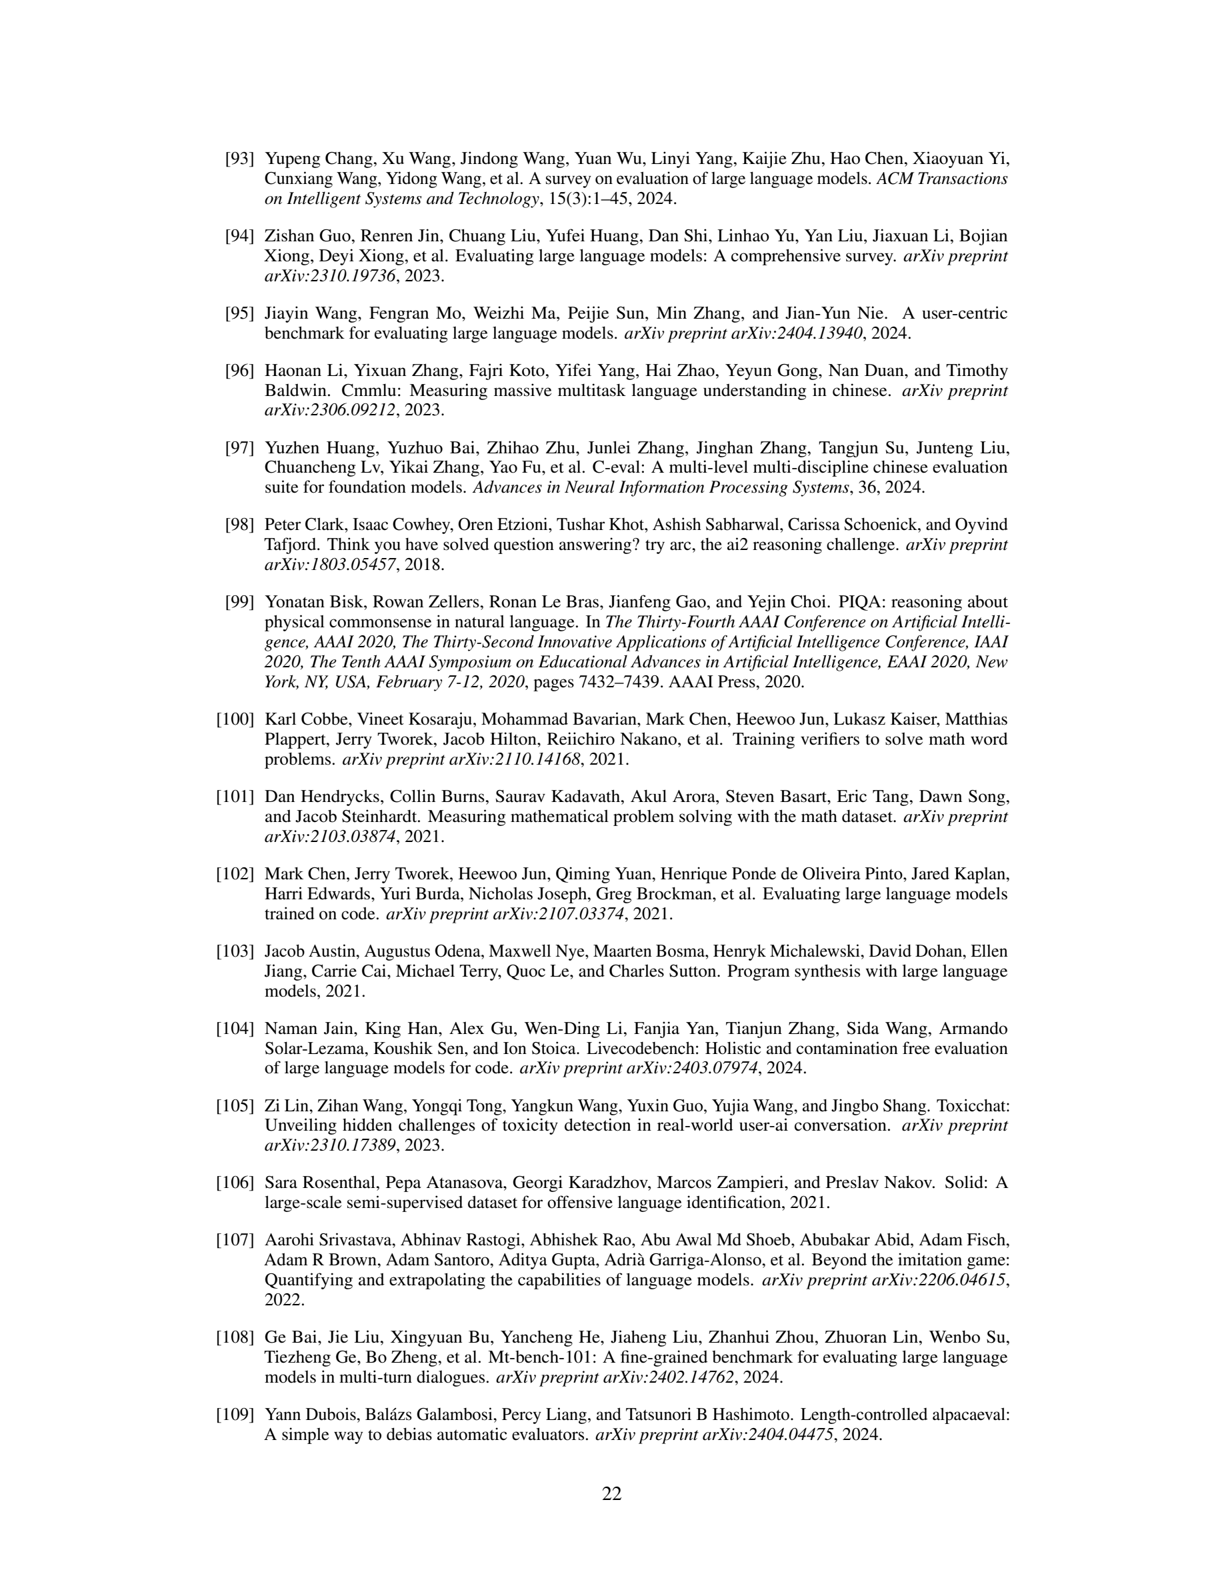 [93] Yupeng Chang, Xu Wang, Jindong Wang, Yuan Wu, Linyi Yang, Kaijie Zhu, Hao Chen, Xiaoyuan Yi,
Cunxiang Wang, Yidong Wang, et al. A survey on evaluation of large language models. ACM Transactions
on Intelligent Systems and Technology, 15(3):1–45, 2024.
[94] Zishan Guo, Renren Jin, Chuang Liu, Yufei Huang, Dan Shi, Linhao Yu, Yan Liu, Jiaxuan Li, Bojian
Xiong, Deyi Xiong, et al. Evaluating large language models: A comprehensive survey. arXiv preprint
arXiv:2310.19736, 2023.
[95] Jiayin Wang, Fengran Mo, Weizhi Ma, Peijie Sun, Min Zhang, and Jian-Yun Nie. A user-centric
benchmark for evaluating large language models. arXiv preprint arXiv:2404.13940, 2024.
[96] Haonan Li, Yixuan Zhang, Fajri Koto, Yifei Yang, Hai Zhao, Yeyun Gong, Nan Duan, and Timothy
Baldwin. Cmmlu: Measuring massive multitask language understanding in chinese. arXiv preprint
arXiv:2306.09212, 2023.
[97] Yuzhen Huang, Yuzhuo Bai, Zhihao Zhu, Junlei Zhang, Jinghan Zhang, Tangjun Su, Junteng Liu,
Chuancheng Lv, Yikai Zhang, Yao Fu, et al. C-eval: A multi-level multi-discipline chinese evaluation
suite for foundation models. Advances in Neural Information Processing Systems, 36, 2024.
[98] Peter Clark, Isaac Cowhey, Oren Etzioni, Tushar Khot, Ashish Sabharwal, Carissa Schoenick, and Oyvind
Tafjord. Think you have solved question answering? try arc, the ai2 reasoning challenge. arXiv preprint
arXiv:1803.05457, 2018.
[99] Yonatan Bisk, Rowan Zellers, Ronan Le Bras, Jianfeng Gao, and Yejin Choi. PIQA: reasoning about
physical commonsense in natural language. In The Thirty-Fourth AAAI Conference on Artificial Intelli-
gence, AAAI 2020, The Thirty-Second Innovative Applications of Artificial Intelligence Conference, IAAI
2020, The Tenth AAAI Symposium on Educational Advances in Artificial Intelligence, EAAI 2020, New
York, NY, USA, February 7-12, 2020, pages 7432–7439. AAAI Press, 2020.
[100] Karl Cobbe, Vineet Kosaraju, Mohammad Bavarian, Mark Chen, Heewoo Jun, Lukasz Kaiser, Matthias
Plappert, Jerry Tworek, Jacob Hilton, Reiichiro Nakano, et al. Training verifiers to solve math word
problems. arXiv preprint arXiv:2110.14168, 2021.
[101] Dan Hendrycks, Collin Burns, Saurav Kadavath, Akul Arora, Steven Basart, Eric Tang, Dawn Song,
and Jacob Steinhardt. Measuring mathematical problem solving with the math dataset. arXiv preprint
arXiv:2103.03874, 2021.
[102] Mark Chen, Jerry Tworek, Heewoo Jun, Qiming Yuan, Henrique Ponde de Oliveira Pinto, Jared Kaplan,
Harri Edwards, Yuri Burda, Nicholas Joseph, Greg Brockman, et al. Evaluating large language models
trained on code. arXiv preprint arXiv:2107.03374, 2021.
[103] Jacob Austin, Augustus Odena, Maxwell Nye, Maarten Bosma, Henryk Michalewski, David Dohan, Ellen
Jiang, Carrie Cai, Michael Terry, Quoc Le, and Charles Sutton. Program synthesis with large language
models, 2021.
[104] Naman Jain, King Han, Alex Gu, Wen-Ding Li, Fanjia Yan, Tianjun Zhang, Sida Wang, Armando
Solar-Lezama, Koushik Sen, and Ion Stoica. Livecodebench: Holistic and contamination free evaluation
of large language models for code. arXiv preprint arXiv:2403.07974, 2024.
[105] Zi Lin, Zihan Wang, Yongqi Tong, Yangkun Wang, Yuxin Guo, Yujia Wang, and Jingbo Shang. Toxicchat:
Unveiling hidden challenges of toxicity detection in real-world user-ai conversation. arXiv preprint
arXiv:2310.17389, 2023.
[106] Sara Rosenthal, Pepa Atanasova, Georgi Karadzhov, Marcos Zampieri, and Preslav Nakov. Solid: A
large-scale semi-supervised dataset for offensive language identification, 2021.
[107] Aarohi Srivastava, Abhinav Rastogi, Abhishek Rao, Abu Awal Md Shoeb, Abubakar Abid, Adam Fisch,
Adam R Brown, Adam Santoro, Aditya Gupta, Adrià Garriga-Alonso, et al. Beyond the imitation game:
Quantifying and extrapolating the capabilities of language models. arXiv preprint arXiv:2206.04615,
2022.
[108] Ge Bai, Jie Liu, Xingyuan Bu, Yancheng He, Jiaheng Liu, Zhanhui Zhou, Zhuoran Lin, Wenbo Su,
Tiezheng Ge, Bo Zheng, et al. Mt-bench-101: A fine-grained benchmark for evaluating large language
models in multi-turn dialogues. arXiv preprint arXiv:2402.14762, 2024.
[109] Yann Dubois, Balázs Galambosi, Percy Liang, and Tatsunori B Hashimoto. Length-controlled alpacaeval:
A simple way to debias automatic evaluators. arXiv preprint arXiv:2404.04475, 2024.
22